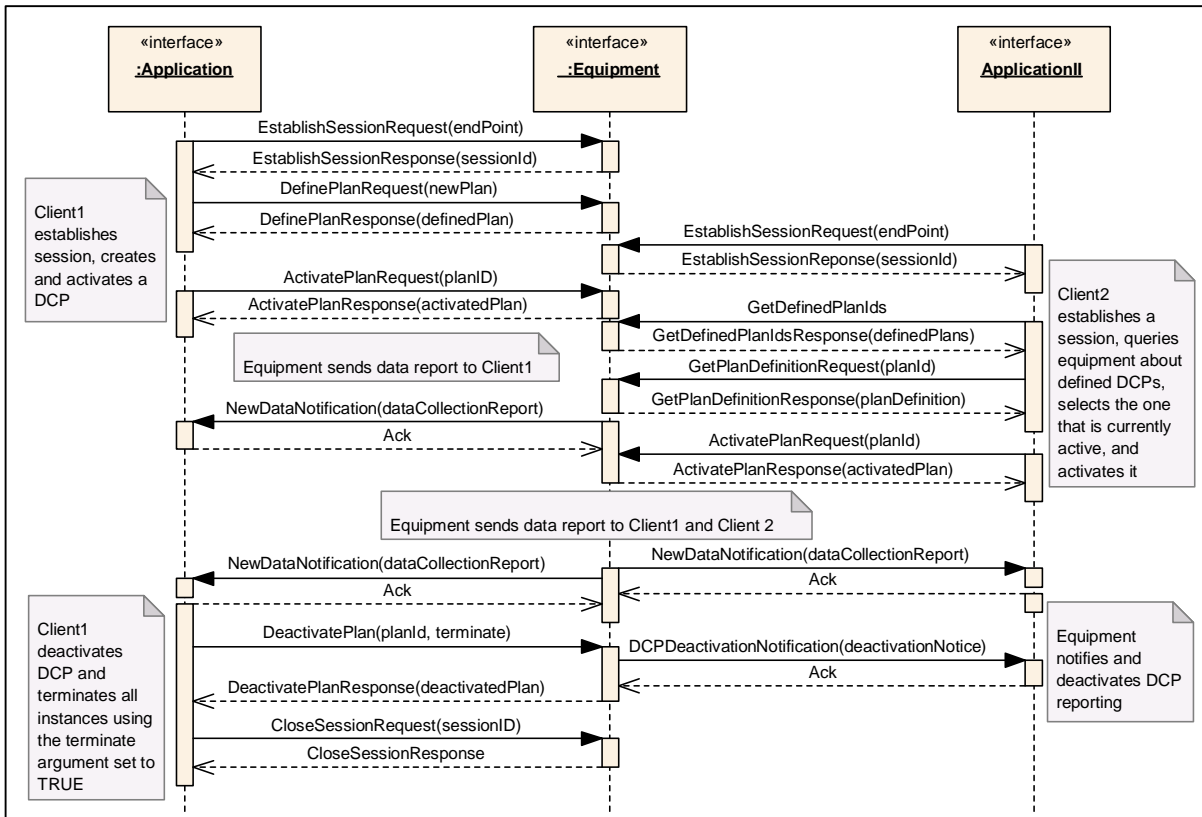 «interface»
:Application
«interface»
:Equipment
«interface»
ApplicationII
EstablishSessionRequest(endPoint)
EstablishSessionResponse(sessionId)
DefinePlanRequest(newPlan)
DefinePlanResponse(definedPlan)
Client1
establishes
session, creates
and activates a
DCP
EstablishSessionRequest(endPoint)
EstablishSessionReponse(sessionId)
ActivatePlanRequest(planID)
ActivatePlanResponse(activatedPlan)
GetDefinedPlanIds
GetDefinedPlanIdsResponse(definedPlans)
Client2
establishes a
session, queries
equipment about
defined DCPs,
selects the one
that is currently
active, and
activates it
Equipment sends data report to Client1
GetPlanDefinitionRequest(planId)
GetPlanDefinitionResponse(planDefinition)
NewDataNotification(dataCollectionReport)
Ack
ActivatePlanRequest(planId)
ActivatePlanResponse(activatedPlan)
Equipment sends data report to Client1 and Client 2
NewDataNotification(dataCollectionReport)
Ack
NewDataNotification(dataCollectionReport)
Ack
Client1
deactivates
DCP and
terminates all
instances using
the terminate
argument set to
TRUE
DeactivatePlan(planId, terminate)
DCPDeactivationNotification(deactivationNotice)
Ack
Equipment
notifies and
deactivates DCP
reporting
DeactivatePlanResponse(deactivatedPlan)
CloseSessionRequest(sessionID)
CloseSessionResponse